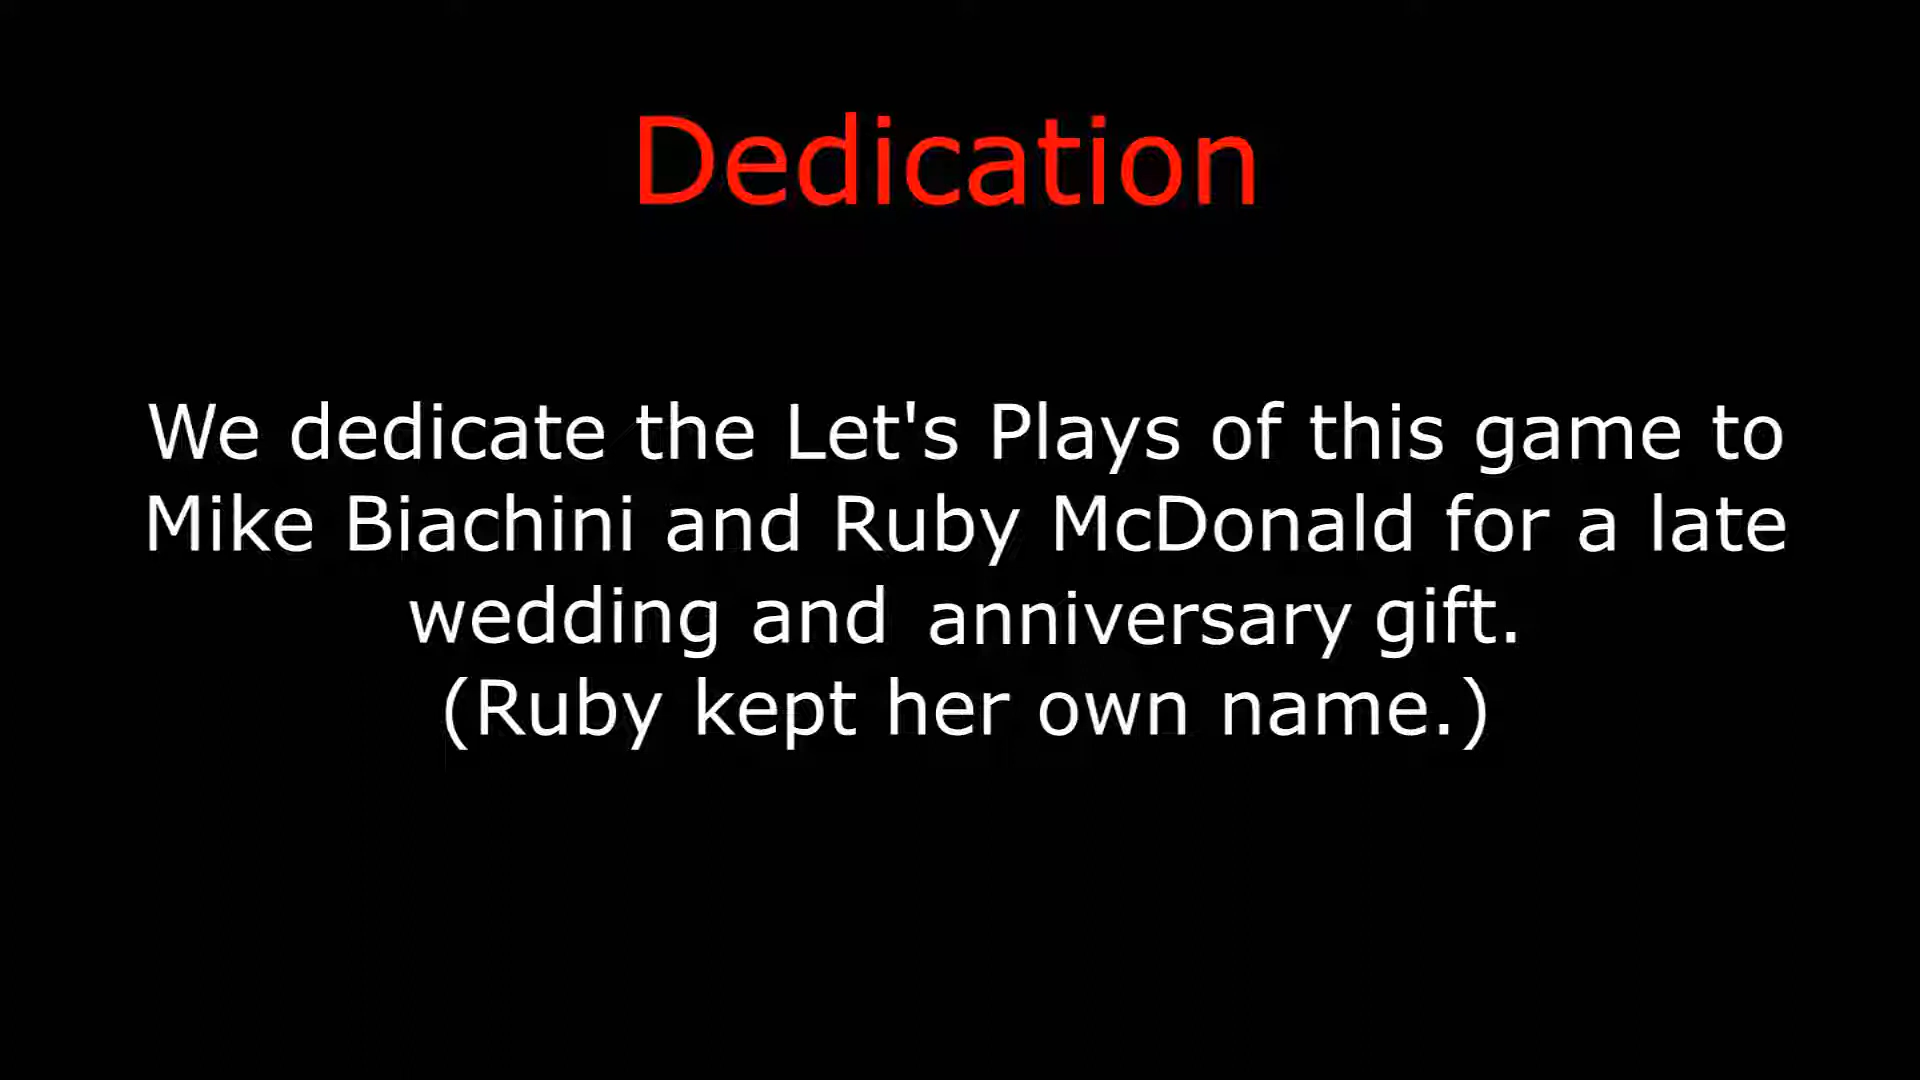 Dedication
We dedicate the Let's Plays of this game to
Mike Biachini and Ruby McDonald for a late
wedding and anniversary gift.
(Ruby kept her own name.)